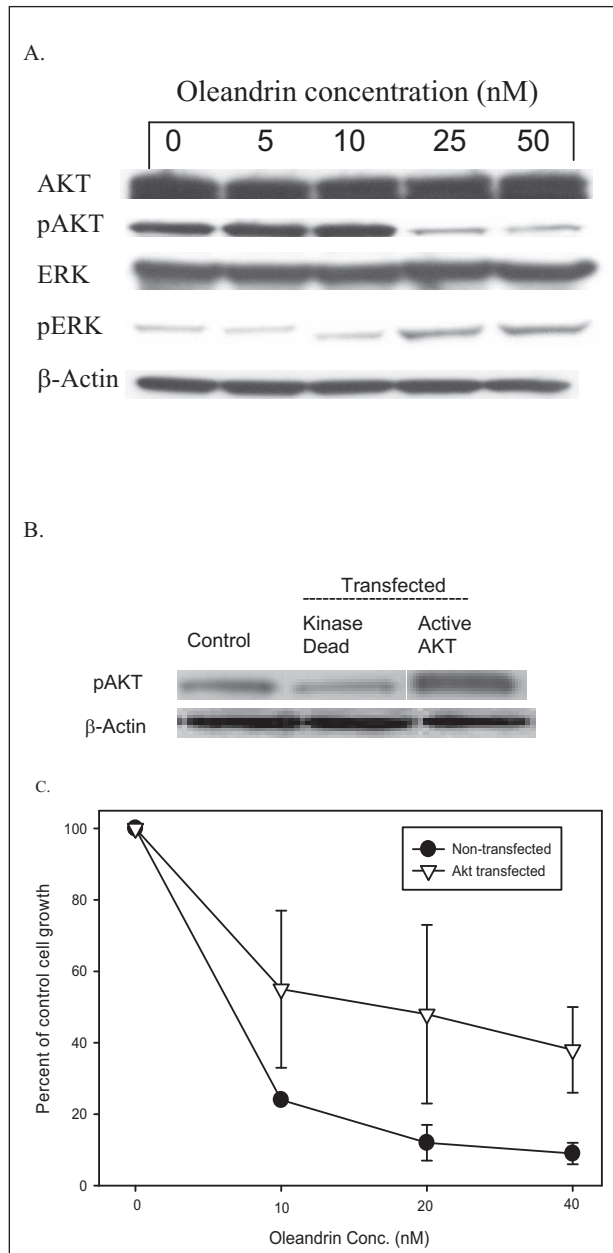 A.
Oleandrin concentration (nM)
0 5 10 25 50
AKT
pAKT
ERK
pERK
β-Actin
B.
Transfected
Control Kinase Dead Active AKT
pAKT
β-Actin
C.
100
80
60
40
20
0
Percent of control cell growth
Non-transfected
Akt transfected
0 10 20 40
Oleandrin Conc. (nM)